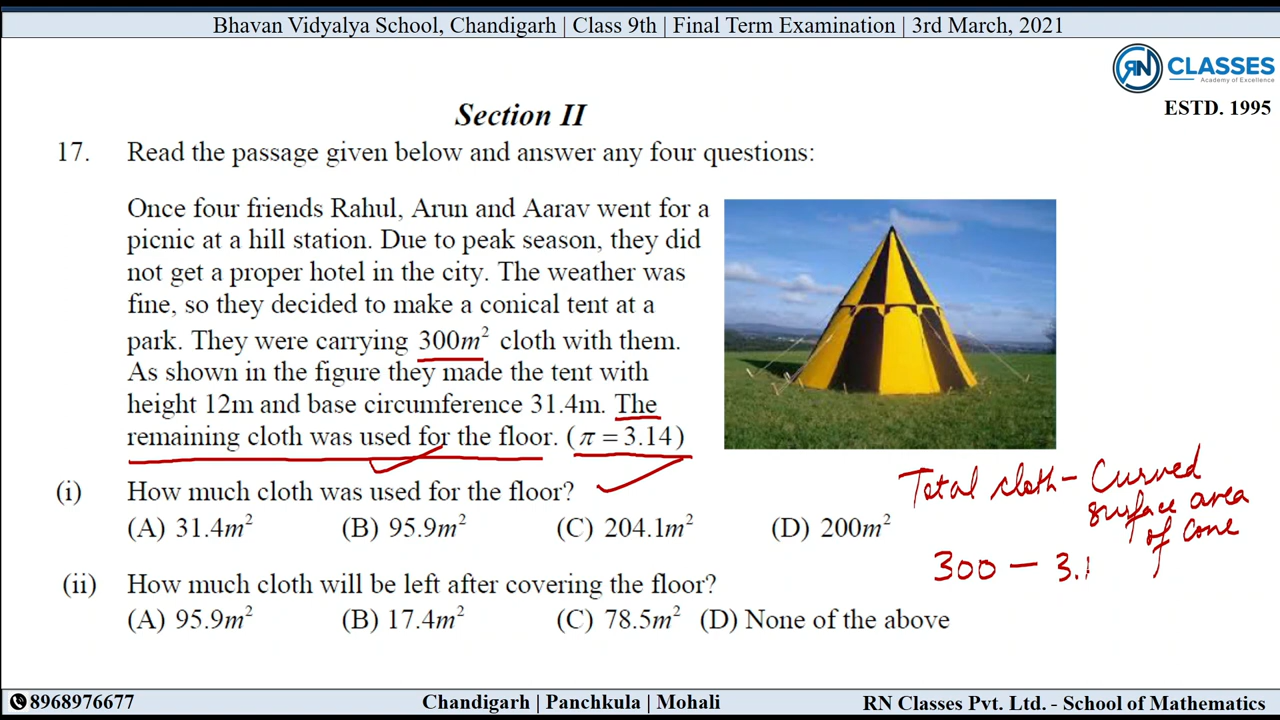 Bhavan Vidyalya School, Chandigarh | Class 9th | Final Term Examination | 3rd March, 2021
RN CLASSES
Academy of Excellence
ESTD. 1995
Section II
17. Read the passage given below and answer any four questions:
Once four friends Rahul, Arun and Aarav went for a
picnic at a hill station. Due to peak season, they did
not get a proper hotel in the city. The weather was
fine, so they decided to make a conical tent at a
park. They were carrying 300m² cloth with them.
As shown in the figure they made the tent with
height 12m and base circumference 31.4m. The
remaining cloth was used for the floor. (π = 3.14)
(i) How much cloth was used for the floor?
(A) 31.4m² (B) 95.9m² (C) 204.1m² (D) 200m²
Total cloth - Curved
surface area
of cone
300 - 3.1
(ii) How much cloth will be left after covering the floor?
(A) 95.9m² (B) 17.4m² (C) 78.5m² (D) None of the above
8968976677 Chandigarh | Panchkula | Mohali RN Classes Pvt. Ltd. - School of Mathematics